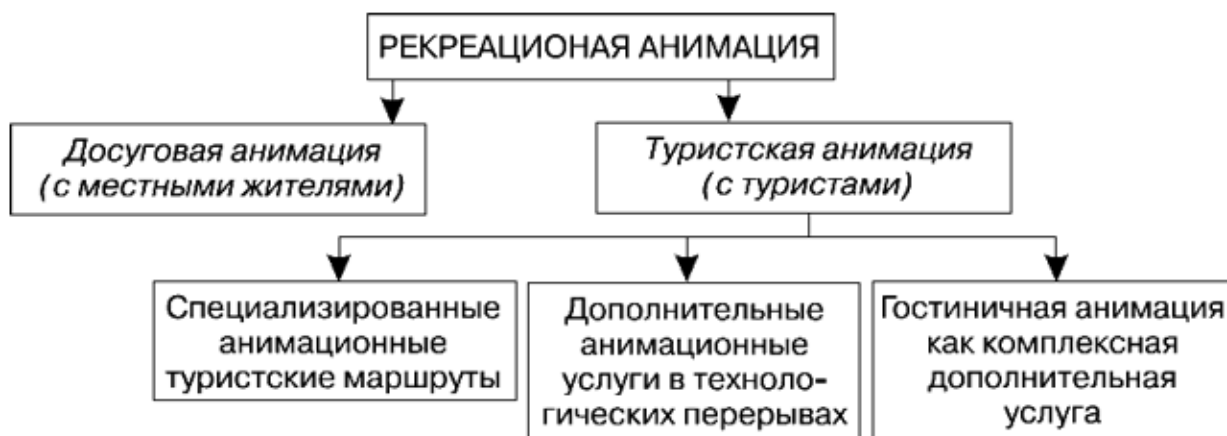 РЕКРЕАЦИОНАЯ АНИМАЦИЯ
Досуговая анимация
(с местными жителями)
Туристская анимация
(с туристами)
Специализированные
анимационные
туристские маршруты
Дополнительные
анимационные
услуги в техноло-
гических перерывах
Гостиничная анимация
как комплексная
дополнительная
услуга